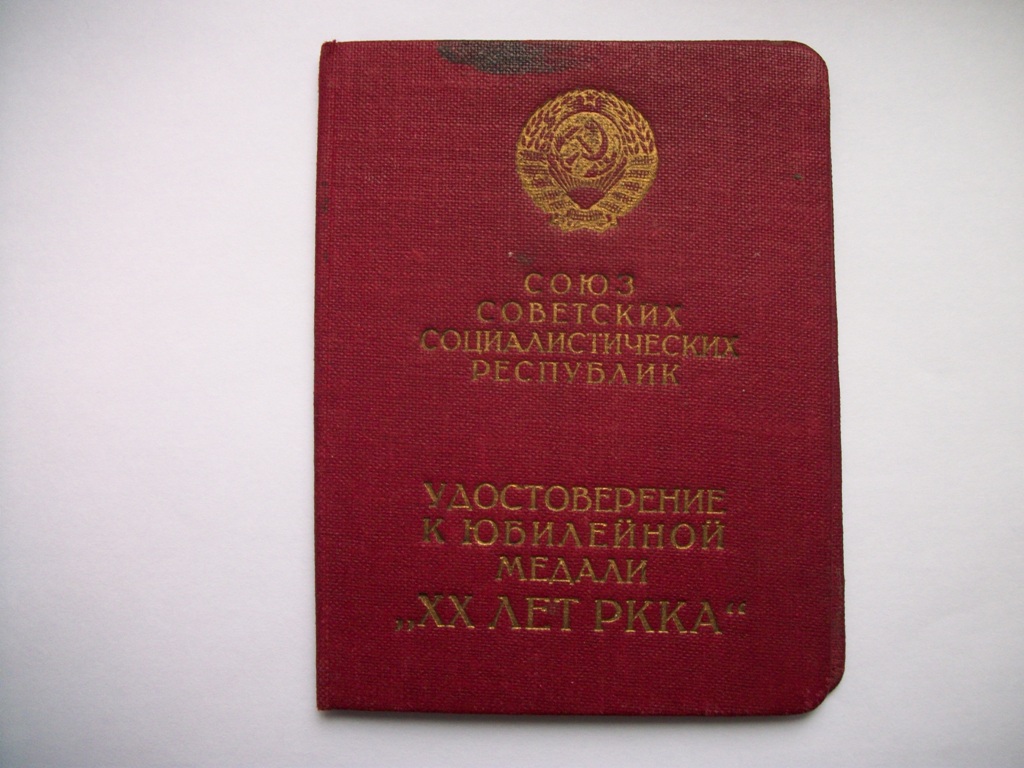 СОЮЗ
СОВЕТСКИХ
СОЦИАЛИСТИЧЕСКИХ
РЕСПУБЛИК
УДОСТОВЕРЕНИЕ
К ЮБИЛЕЙНОЙ
МЕДАЛИ
„XX ЛЕТ РККА“